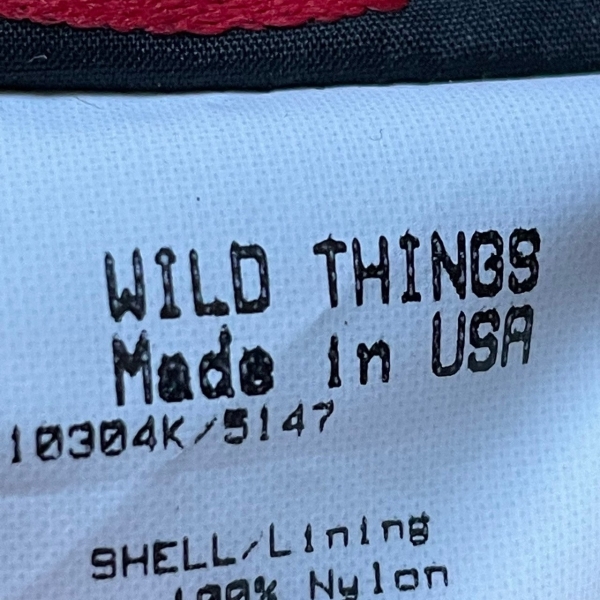 WILD THINGS
Made in USA
10304K/5147
SHELL/Lining
100% Nylon